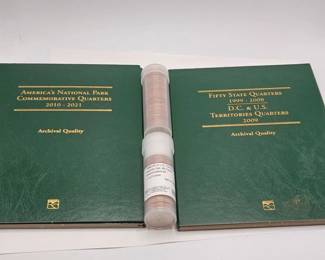 AMERICA'S NATIONAL PARK
COMMEMORATIVE QUARTERS
2010 - 2021
Archival Quality
FIFTY STATE QUARTERS
1999 - 2008
D.C. & U.S.
TERRITORIES QUARTERS
2009
Archival Quality